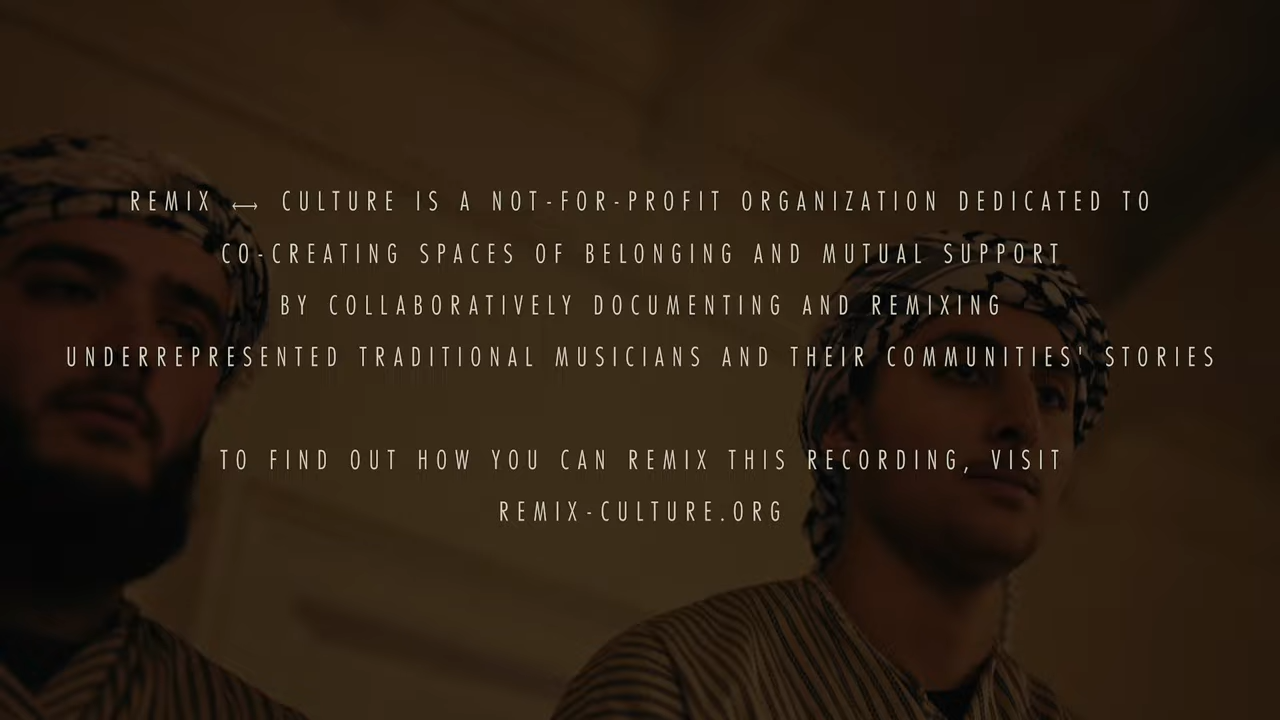 REMIX ⟷ CULTURE IS A NOT-FOR-PROFIT ORGANIZATION DEDICATED TO
CO-CREATING SPACES OF BELONGING AND MUTUAL SUPPORT
BY COLLABORATIVELY DOCUMENTING AND REMIXING
UNDERREPRESENTED TRADITIONAL MUSICIANS AND THEIR COMMUNITIES' STORIES
TO FIND OUT HOW YOU CAN REMIX THIS RECORDING, VISIT
REMIX-CULTURE.ORG